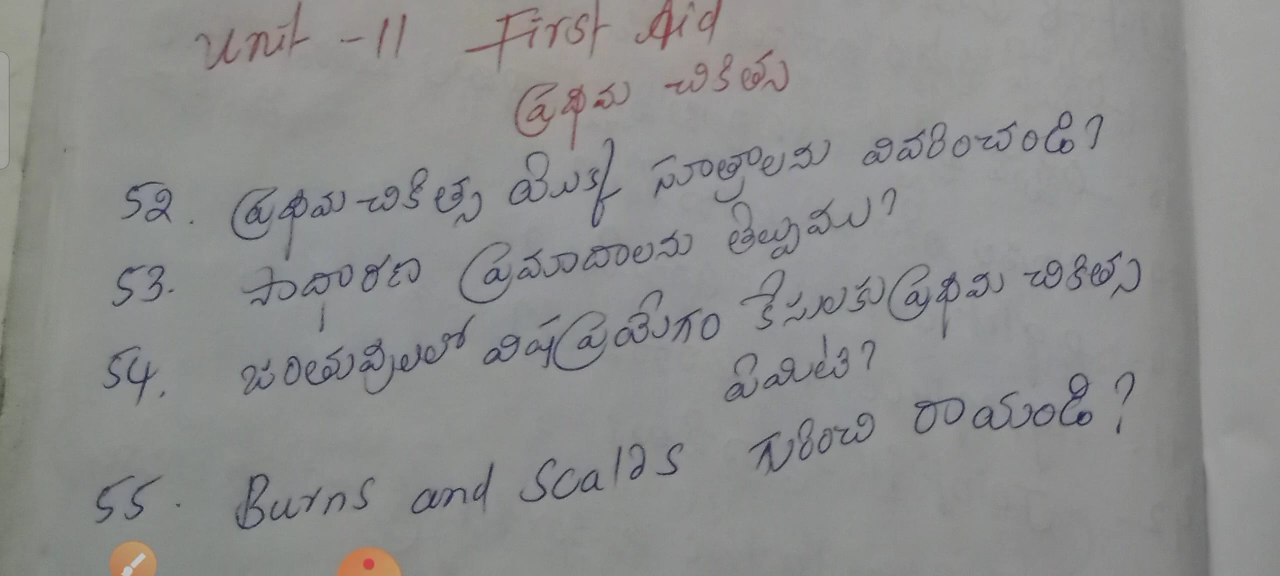 Unit - 11 First Aid
ప్రథమ చికిత్స
52. ప్రథమ చికిత్స యొక్క సూత్రాలను వివరించండి?
53. సాధారణ ప్రమాదాలను తెల్పుము?
54. జంతువులలో విషప్రయోగం కేసులకు ప్రథమ చికిత్స
ఏమిటి?
55. Burns and Scalds గురించి రాయండి?